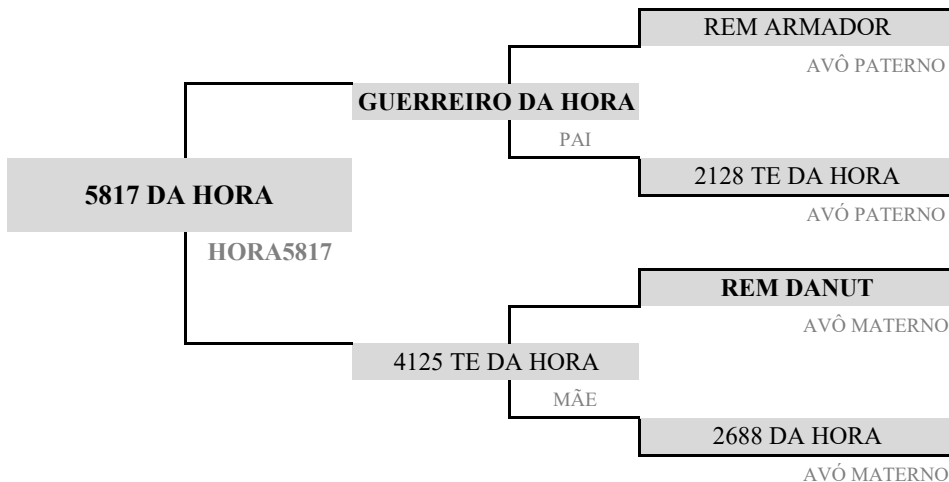 REM ARMADOR
AVÔ PATERNO
GUERREIRO DA HORA
PAI
2128 TE DA HORA
AVÓ PATERNO
5817 DA HORA
HORA5817
REM DANUT
AVÔ MATERNO
4125 TE DA HORA
MÃE
2688 DA HORA
AVÓ MATERNO